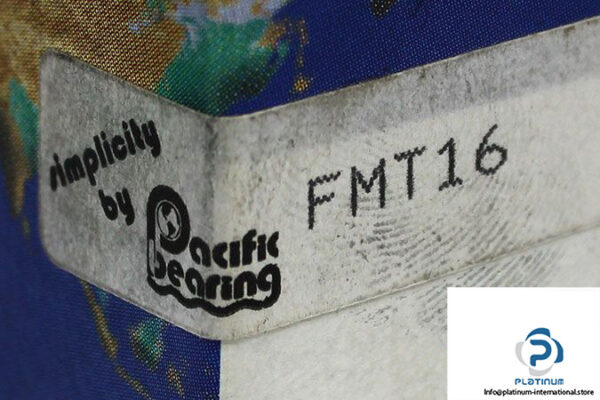 simplicity
by
Pacific
bearing
FMT16
PLATINUM
Info@platinum-international.store